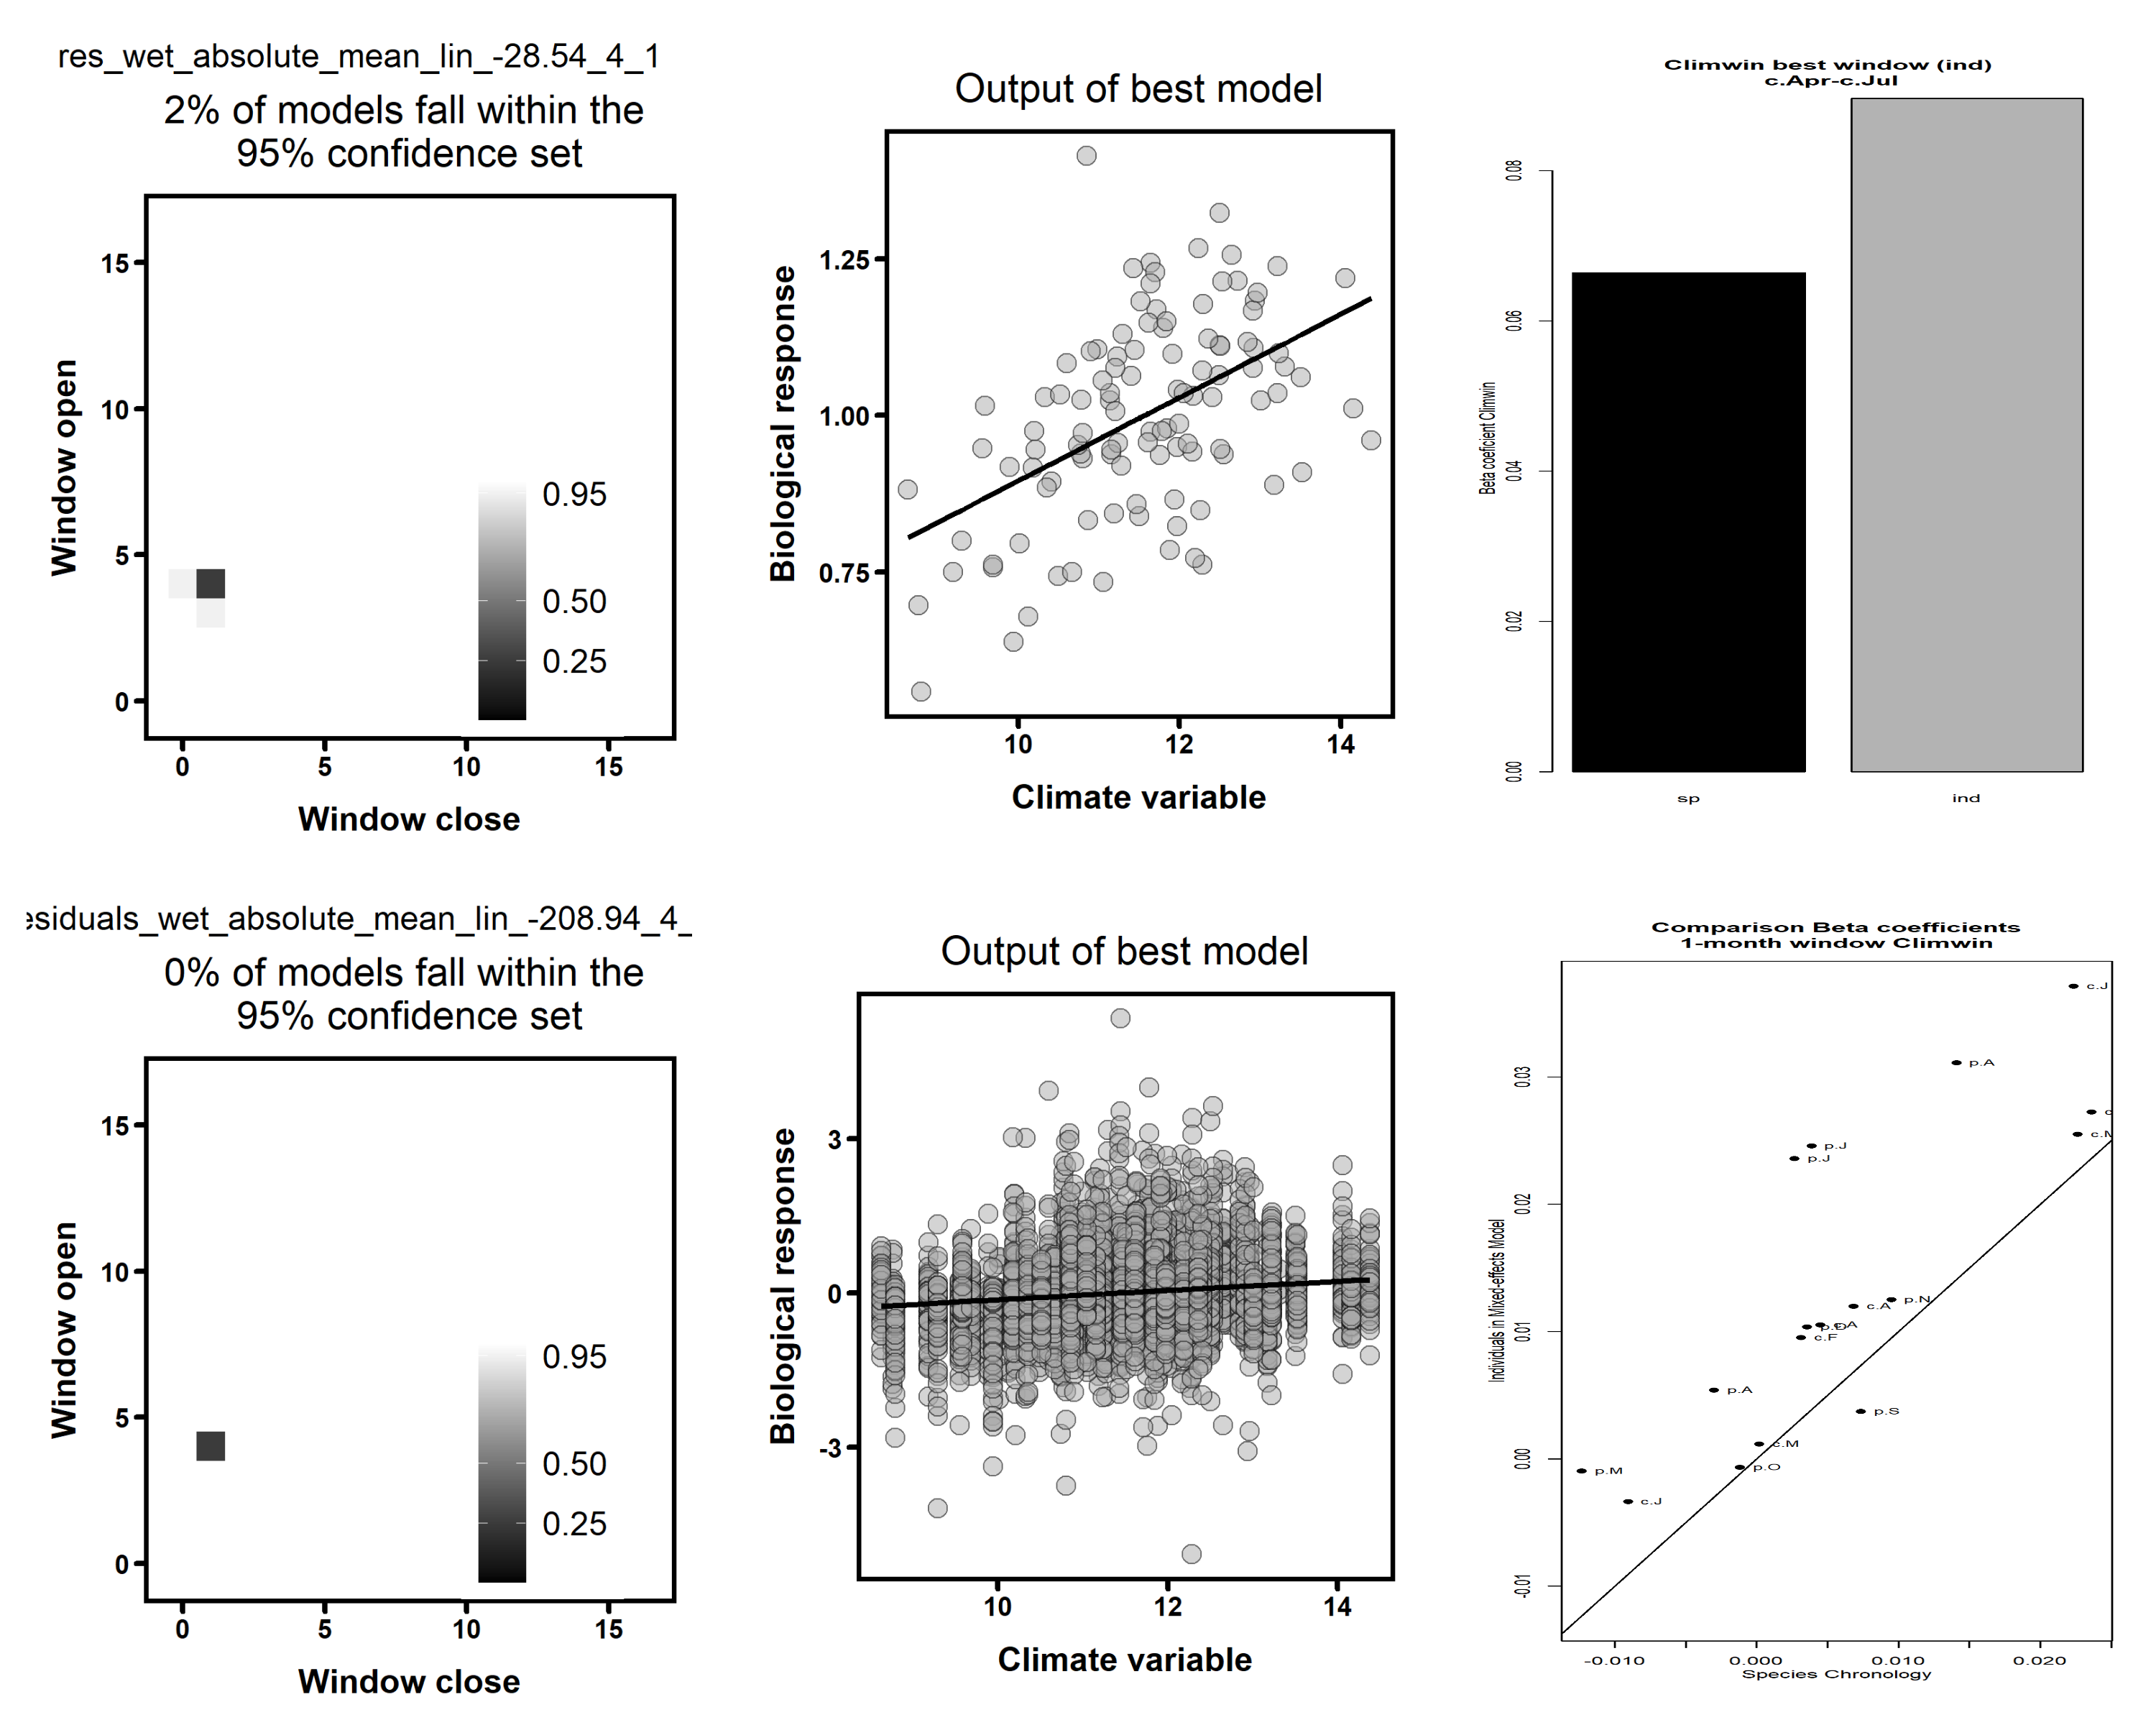 res_wet_absolute_mean_lin_-28.54_4_1
2% of models fall within the
95% confidence set
Window open
15
10
5
0
0.95
0.50
0.25
0 5 10 15
Window close
Output of best model
Biological response
1.25
1.00
0.75
10 12 14
Climate variable
Climwin best window (ind)
c.Apr-c.Jul
Beta coeficient Climwin
0.08
0.06
0.04
0.02
0.00
sp ind
esiduals_wet_absolute_mean_lin_-208.94_4_
0% of models fall within the
95% confidence set
Window open
15
10
5
0
0.95
0.50
0.25
0 5 10 15
Window close
Output of best model
Biological response
3
0
-3
10 12 14
Climate variable
Comparison Beta coefficients
1-month window Climwin
Individuals in Mixed-effects Model
0.03
0.02
0.01
0.00
-0.01
c.J
p.A
c
c.M
p.J
p.J
p.N
c.A
c.A
p.D
c.F
p.A
p.S
c.M
p.O
p.M
c.J
-0.010 0.000 0.010 0.020
Species Chronology